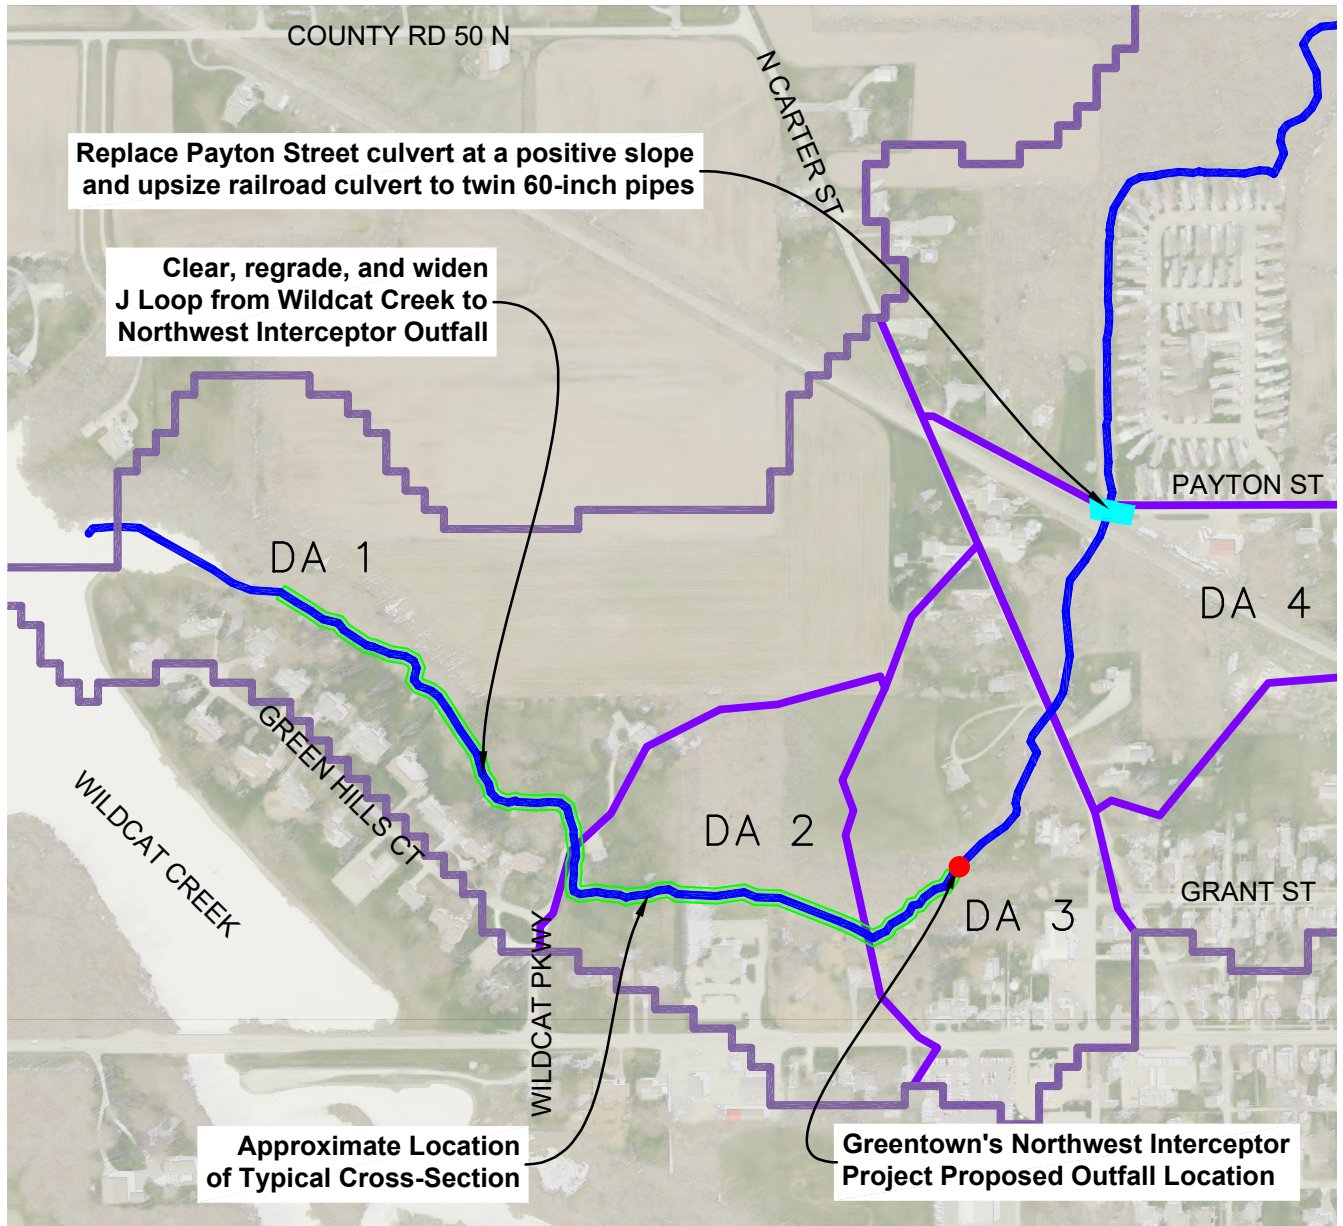 COUNTY RD 50 N
N CARTER ST
Replace Payton Street culvert at a positive slope
and upsize railroad culvert to twin 60-inch pipes
Clear, regrade, and widen
J Loop from Wildcat Creek to
Northwest Interceptor Outfall
PAYTON ST
DA 1
DA 4
GREEN HILLS CT
WILDCAT CREEK
DA 2
GRANT ST
DA 3
WILDCAT PKWY
Approximate Location
of Typical Cross-Section
Greentown's Northwest Interceptor
Project Proposed Outfall Location